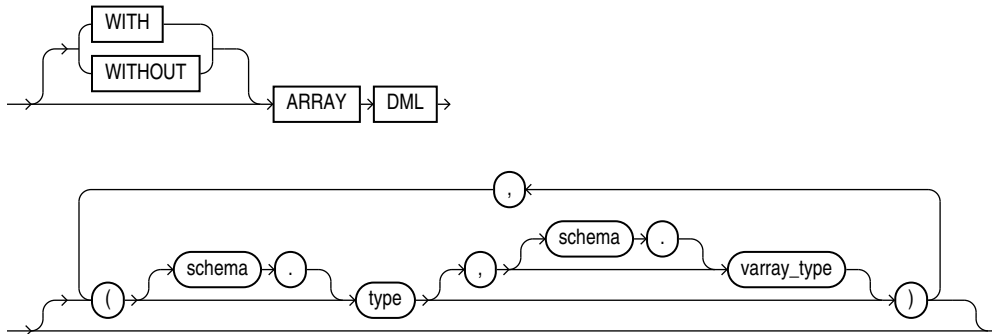 WITH
WITHOUT
ARRAY DML
,
schema .
schema . , varray_type
( type )